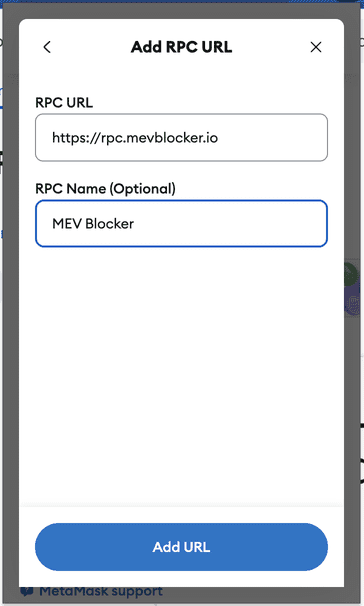 Add RPC URL
RPC URL
https://rpc.mevblocker.io
RPC Name (Optional)
MEV Blocker
Add URL
MetaMask support